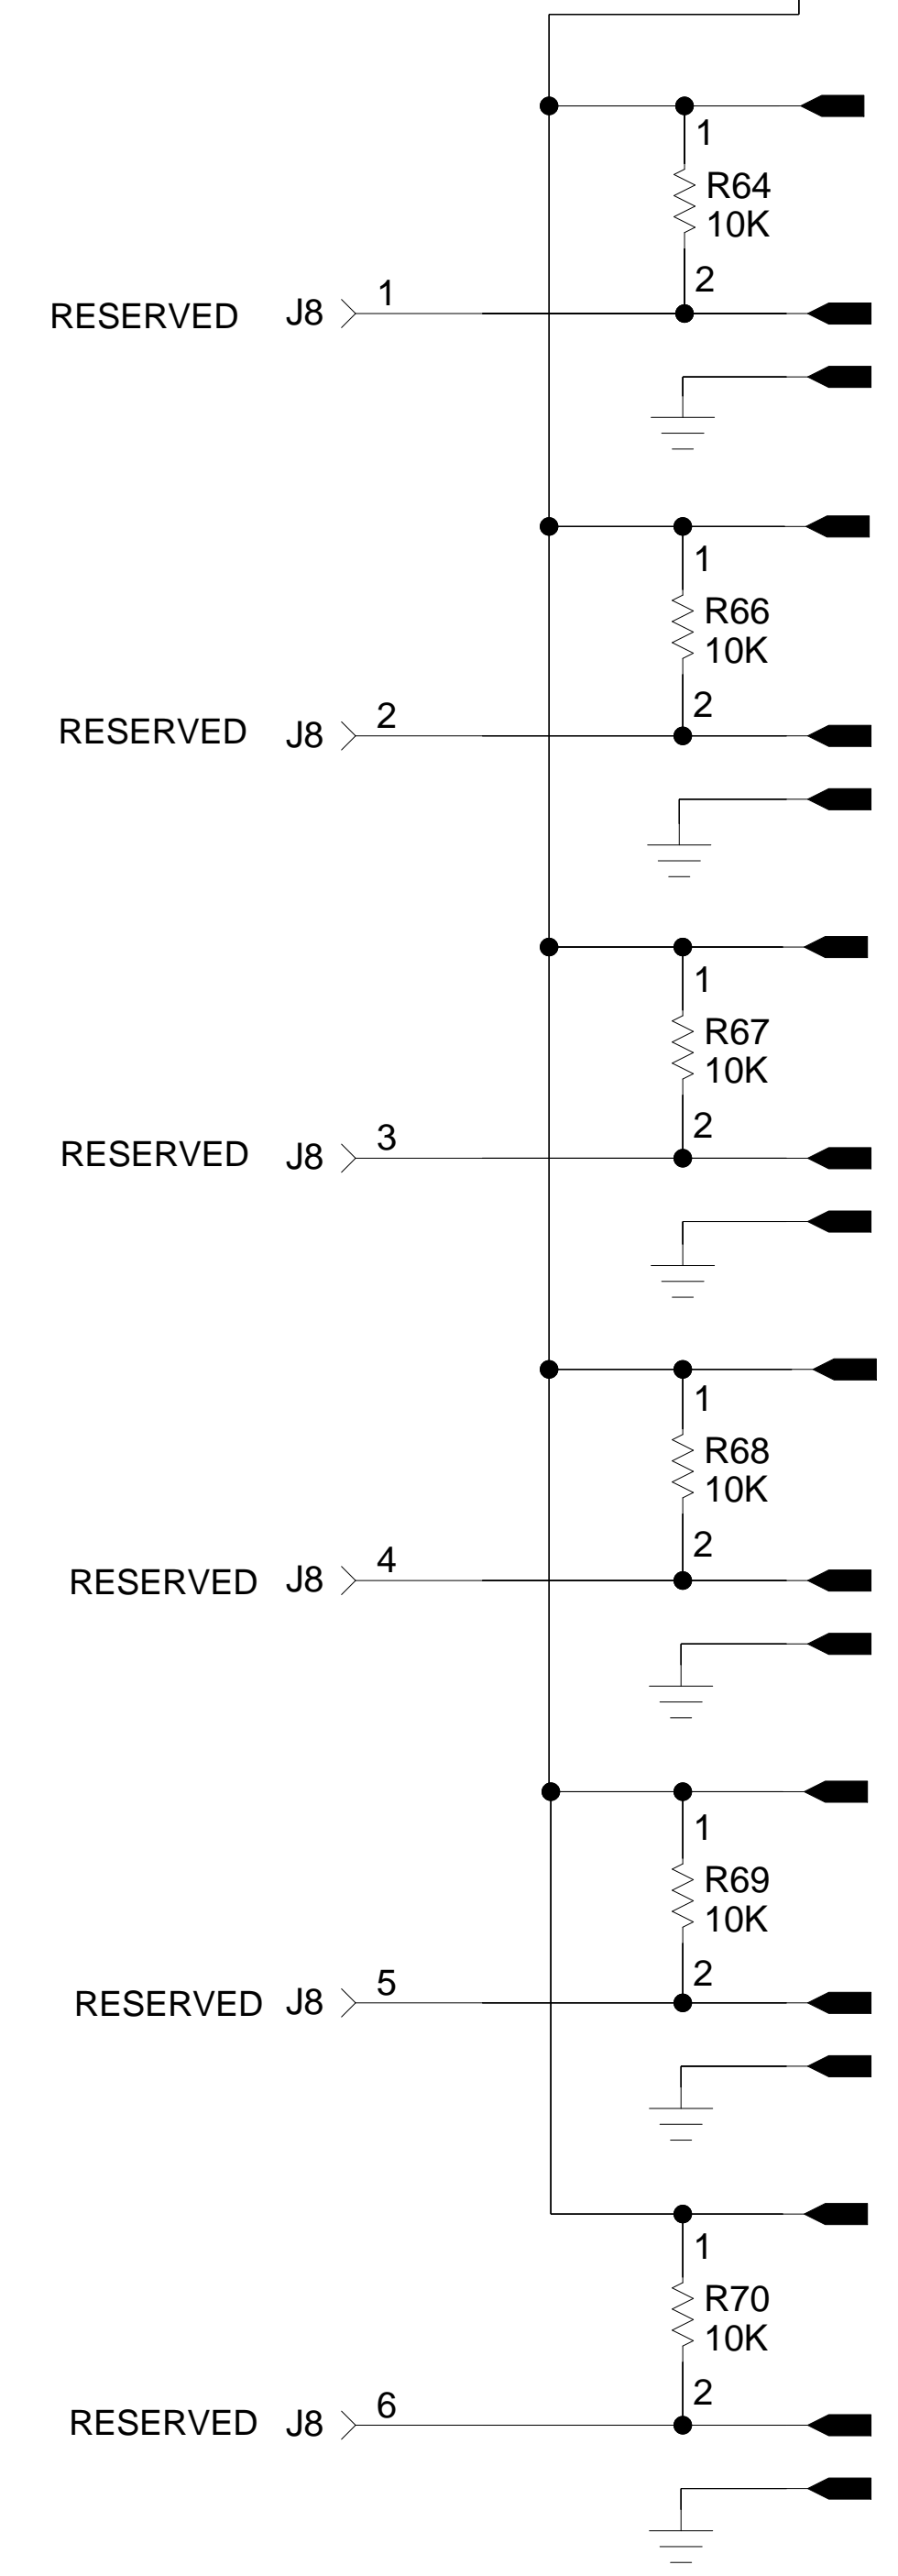 1
R64
10K
2
RESERVED J8 1
1
R66
10K
2
RESERVED J8 2
1
R67
10K
2
RESERVED J8 3
1
R68
10K
2
RESERVED J8 4
1
R69
10K
2
RESERVED J8 5
1
R70
10K
2
RESERVED J8 6